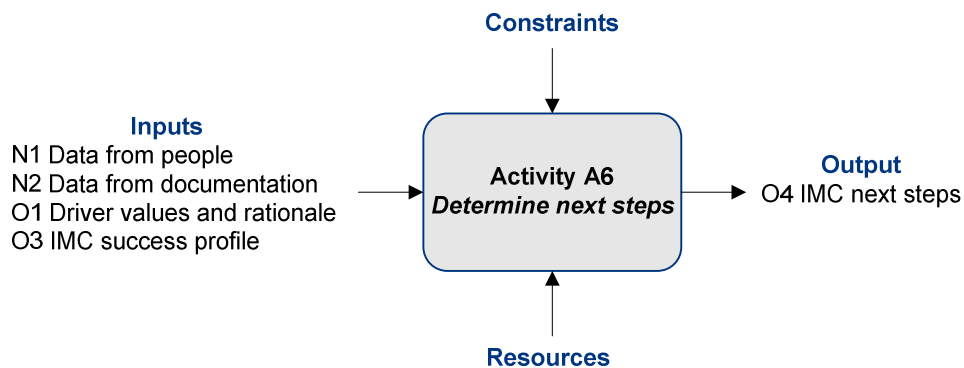 Constraints
Inputs
N1 Data from people
N2 Data from documentation
O1 Driver values and rationale
O3 IMC success profile
Activity A6
Determine next steps
Output
O4 IMC next steps
Resources